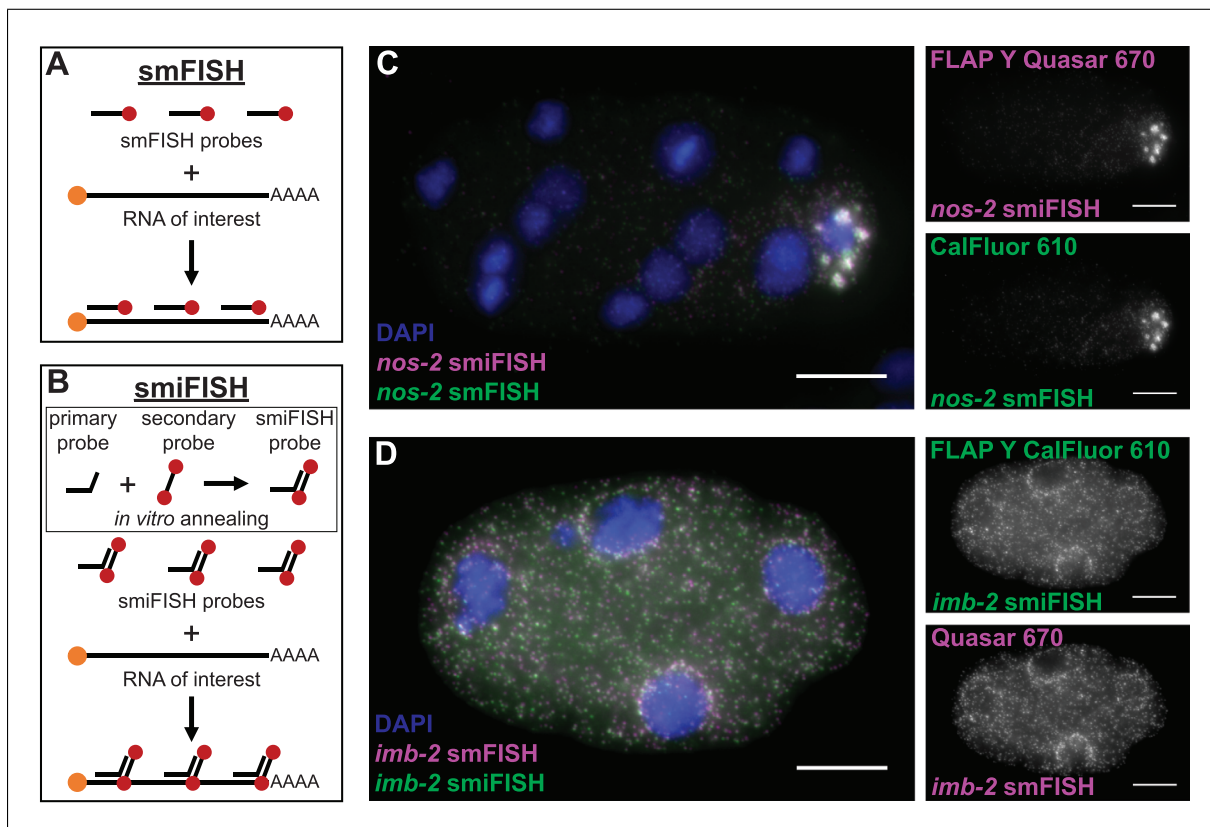 A
smFISH
smFISH probes
+
AAAA
RNA of interest
AAAA
B
smiFISH
primary probe
secondary probe
smiFISH probe
+
in vitro annealing
smiFISH probes
+
AAAA
RNA of interest
AAAA
C
DAPI
nos-2 smiFISH
nos-2 smFISH
FLAP Y Quasar 670
nos-2 smiFISH
CalFluor 610
nos-2 smFISH
D
DAPI
imb-2 smFISH
imb-2 smiFISH
FLAP Y CalFluor 610
imb-2 smiFISH
Quasar 670
imb-2 smFISH